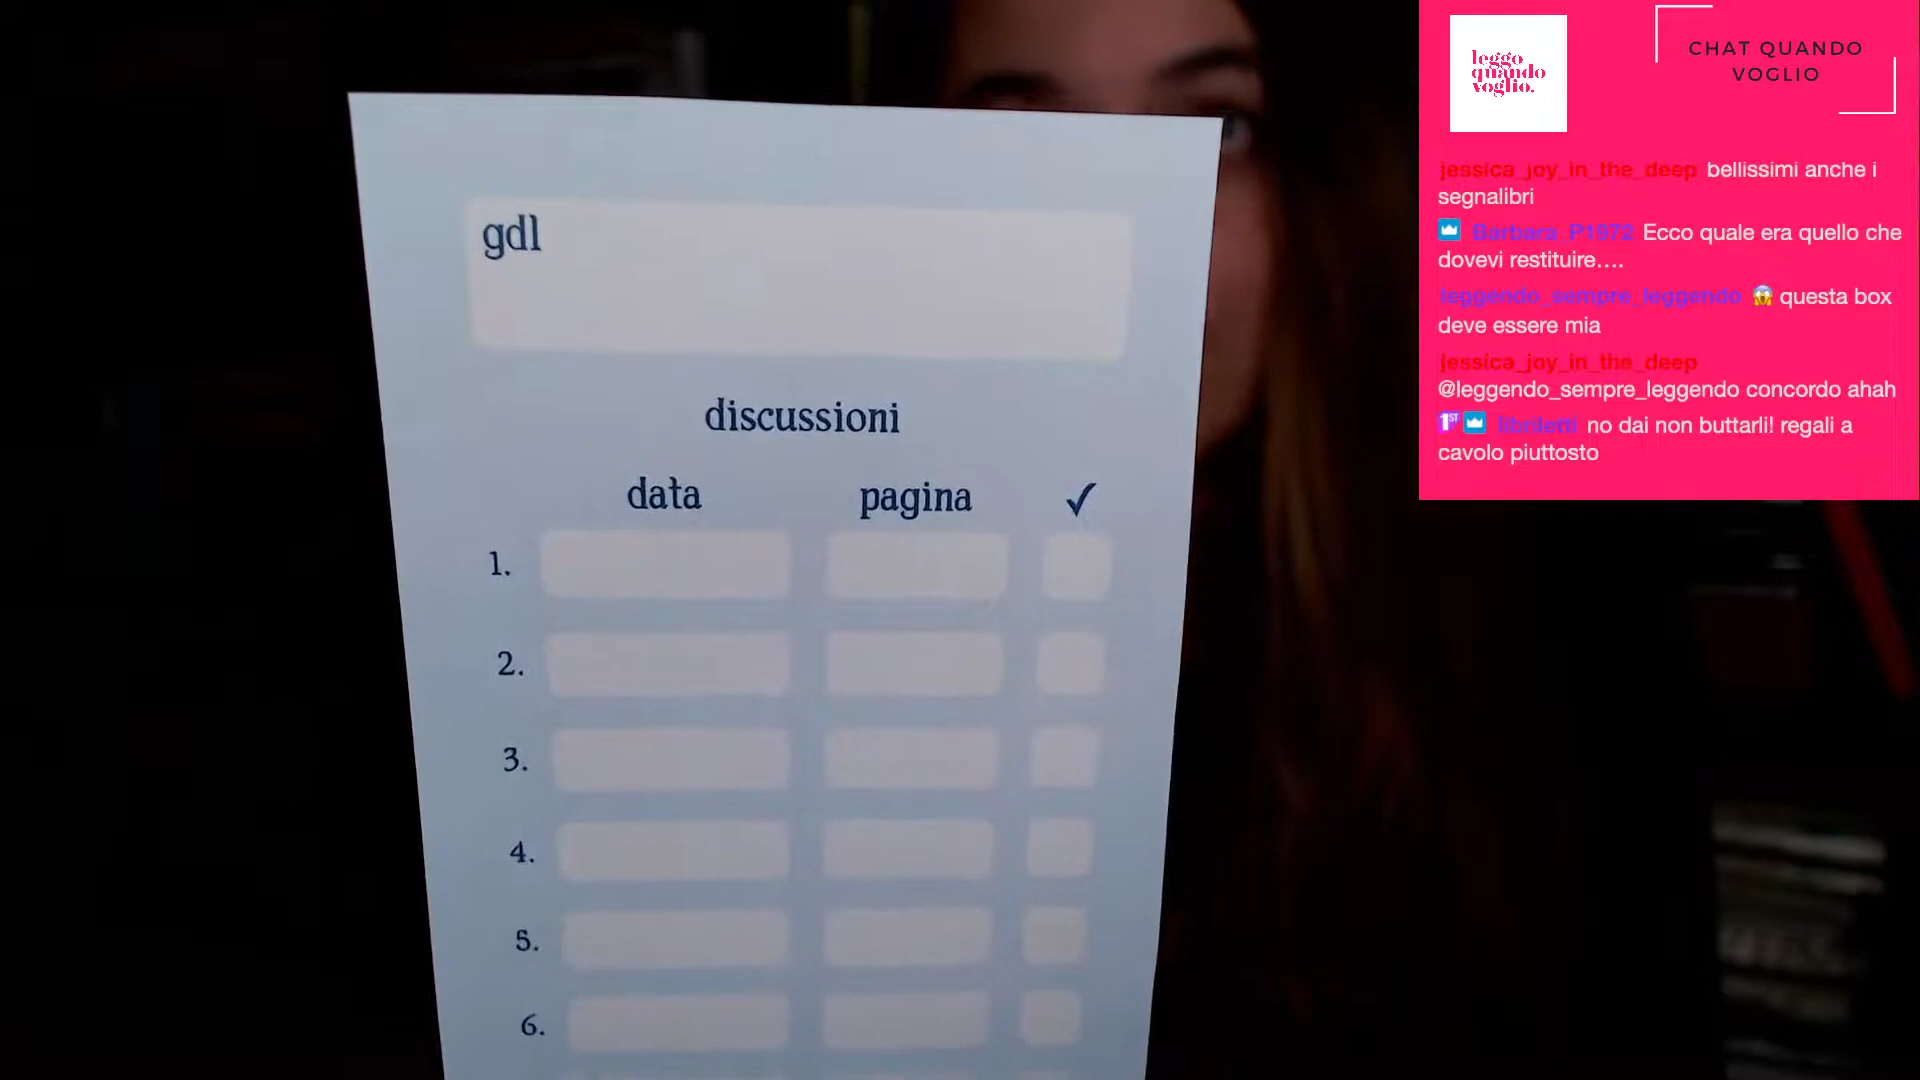 gdl
discussioni
data pagina ✓
1.
2.
3.
4.
5.
6.
leggo
quando
voglio.
CHAT QUANDO
VOGLIO
jessica_joy_in_the_deep bellissimi anche i
segnalibri
Barbara_P1972 Ecco quale era quello che
dovevi restituire....
leggendo_sempre_leggendo 😱 questa box
deve essere mia
jessica_joy_in_the_deep
@leggendo_sempre_leggendo concordo ahah
1ST libriletti no dai non buttarli! regali a
cavolo piuttosto